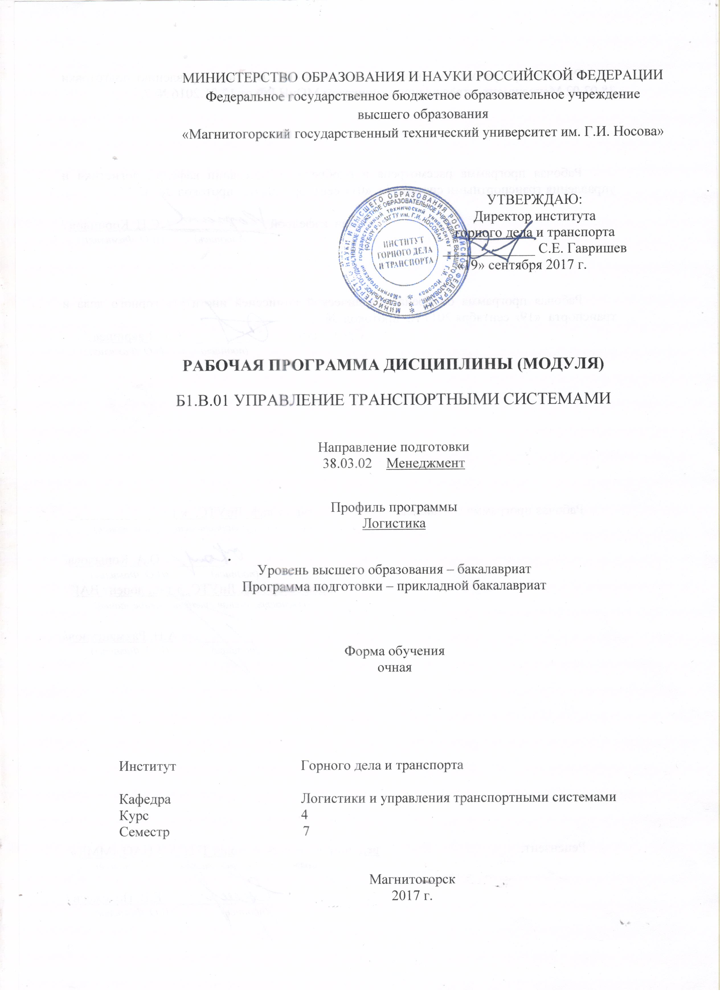 МИНИСТЕРСТВО ОБРАЗОВАНИЯ И НАУКИ РОССИЙСКОЙ ФЕДЕРАЦИИ
Федеральное государственное бюджетное образовательное учреждение
высшего образования
«Магнитогорский государственный технический университет им. Г.И. Носова»
УТВЕРЖДАЮ:
Директор института
горного дела и транспорта
С.Е. Гавришев
«19» сентября 2017 г.
ИНСТИТУТ
ГОРНОГО ДЕЛА
И ТРАНСПОРТА
РАБОЧАЯ ПРОГРАММА ДИСЦИПЛИНЫ (МОДУЛЯ)
Б1.В.01 УПРАВЛЕНИЕ ТРАНСПОРТНЫМИ СИСТЕМАМИ
Направление подготовки
38.03.02 Менеджмент
Профиль программы
Логистика
Уровень высшего образования – бакалавриат
Программа подготовки – прикладной бакалавриат
Форма обучения
очная
Институт Горного дела и транспорта
Кафедра Логистики и управления транспортными системами
Курс 4
Семестр 7
Магнитогорск
2017 г.